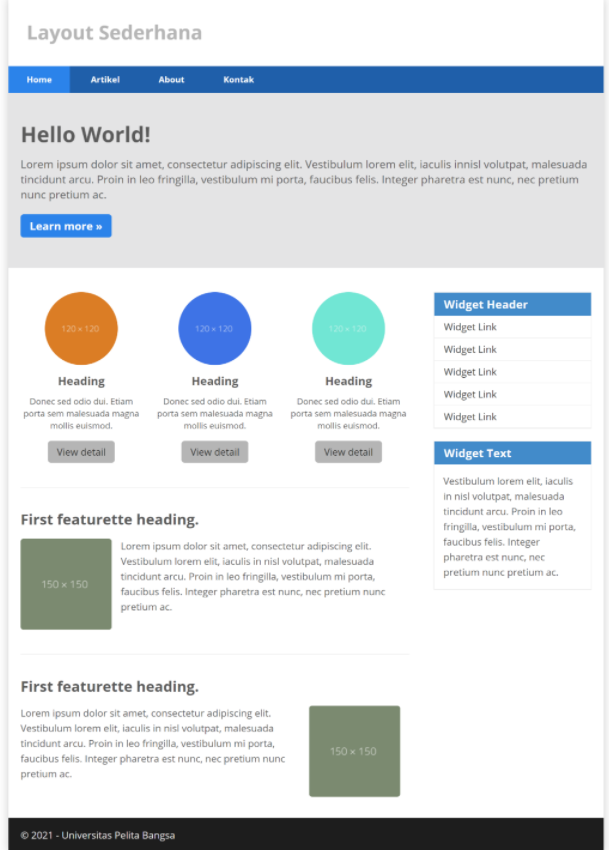 Layout Sederhana
Home Artikel About Kontak
Hello World!
Lorem ipsum dolor sit amet, consectetur adipiscing elit. Vestibulum lorem elit, iaculis innisl volutpat, malesuada
tincidunt arcu. Proin in leo fringilla, vestibulum mi porta, faucibus felis. Integer pharetra est nunc, nec pretium
nunc pretium ac.
Learn more »
120 × 120
Heading
Donec sed odio dui. Etiam
porta sem malesuada magna
mollis euismod.
View detail
120 × 120
Heading
Donec sed odio dui. Etiam
porta sem malesuada magna
mollis euismod.
View detail
120 × 120
Heading
Donec sed odio dui. Etiam
porta sem malesuada magna
mollis euismod.
View detail
First featurette heading.
150 × 150
Lorem ipsum dolor sit amet, consectetur adipiscing elit.
Vestibulum lorem elit, iaculis in nisl volutpat, malesuada
tincidunt arcu. Proin in leo fringilla, vestibulum mi porta,
faucibus felis. Integer pharetra est nunc, nec pretium nunc
pretium ac.
First featurette heading.
Lorem ipsum dolor sit amet, consectetur adipiscing elit.
Vestibulum lorem elit, iaculis in nisl volutpat, malesuada
tincidunt arcu. Proin in leo fringilla, vestibulum mi porta,
faucibus felis. Integer pharetra est nunc, nec pretium nunc
pretium ac.
150 × 150
Widget Header
Widget Link
Widget Link
Widget Link
Widget Link
Widget Link
Widget Text
Vestibulum lorem elit, iaculis
in nisl volutpat, malesuada
tincidunt arcu. Proin in leo
fringilla, vestibulum mi porta,
faucibus felis. Integer
pharetra est nunc, nec
pretium nunc pretium ac.
© 2021 - Universitas Pelita Bangsa